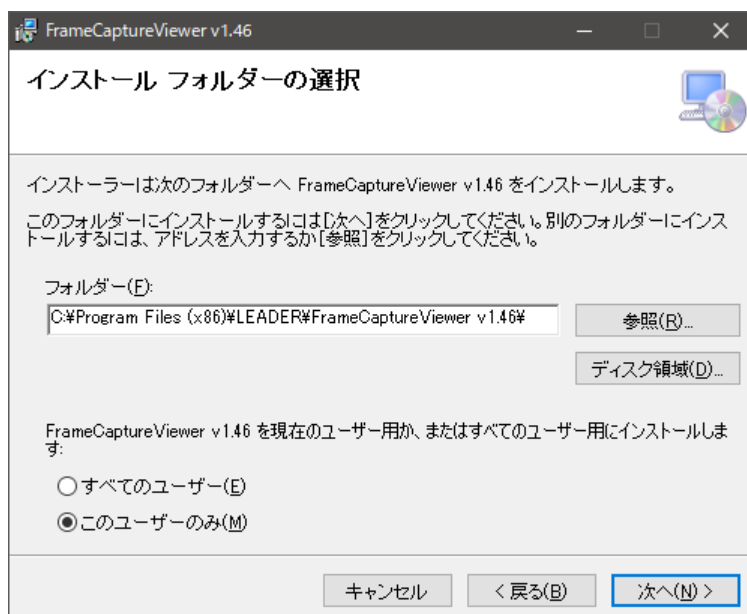 FrameCaptureViewer v1.46
インストール フォルダーの選択
インストーラーは次のフォルダーへ FrameCaptureViewer v1.46 をインストールします。
このフォルダーにインストールするには[次へ]をクリックしてください。別のフォルダーにインス
トールするには、アドレスを入力するか[参照]をクリックしてください。
フォルダー(F):
C:¥Program Files (x86)¥LEADER¥FrameCaptureViewer v1.46¥
参照(R)...
ディスク領域(D)...
FrameCaptureViewer v1.46 を現在のユーザー用か、またはすべてのユーザー用にインストールしま
す:
すべてのユーザー(E)
このユーザーのみ(M)
キャンセル
< 戻る(B)
次へ(N) >